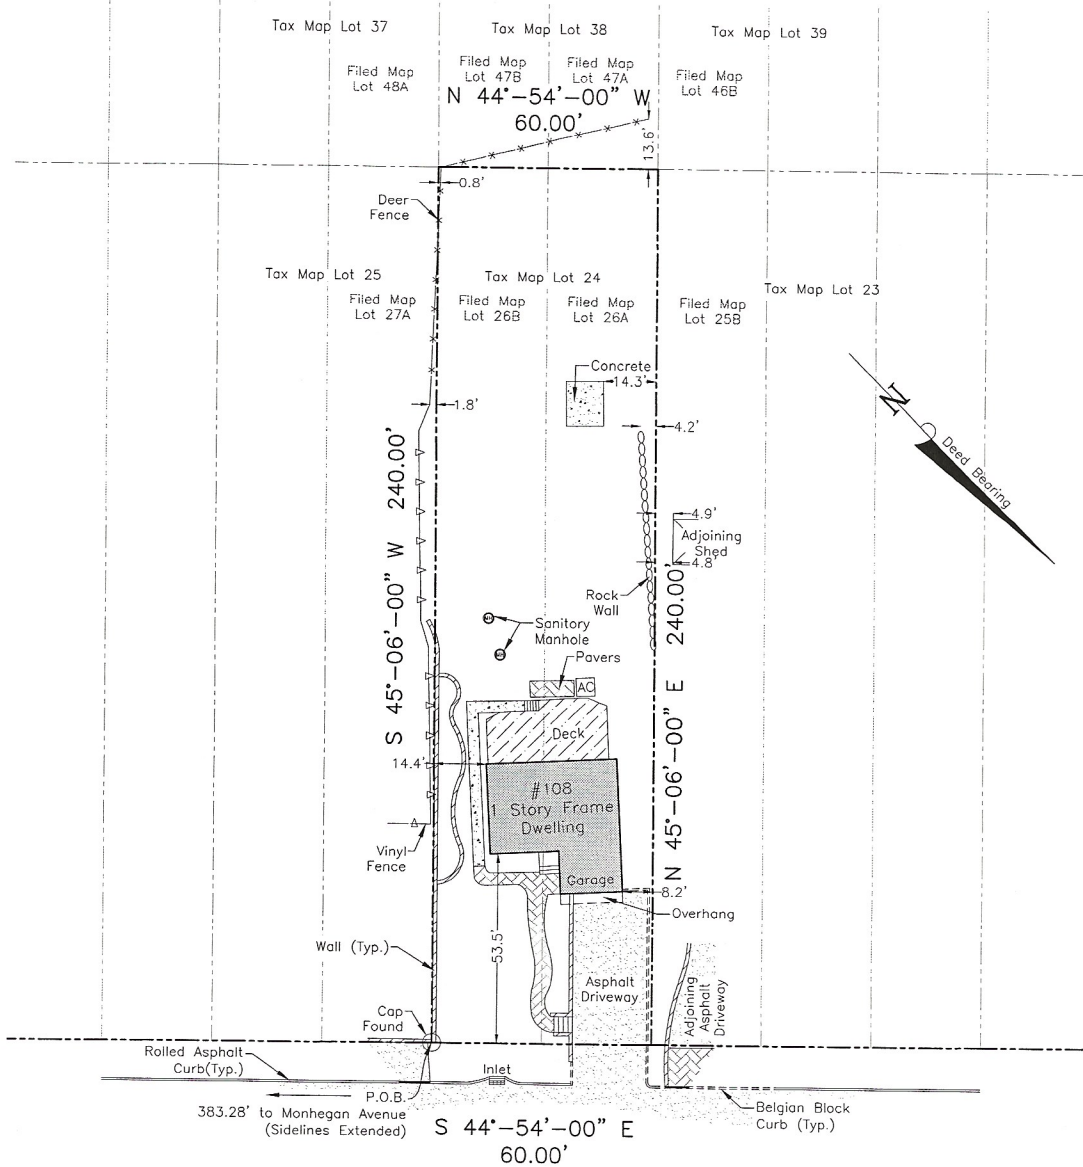 Tax Map Lot 37
Tax Map Lot 38
Tax Map Lot 39
Filed Map
Lot 48A
Filed Map
Lot 47B
Filed Map
Lot 47A
Filed Map
Lot 46B
N 44°-54'-00" W
60.00'
13.6'
0.8'
Deer
Fence
Tax Map Lot 25
Tax Map Lot 24
Tax Map Lot 23
Filed Map
Lot 27A
Filed Map
Lot 26B
Filed Map
Lot 26A
Filed Map
Lot 25B
Concrete
14.3'
1.8'
4.2'
N
Deed Bearing
S 45°-06'-00" W 240.00'
4.9'
Adjoining
Shed
4.8'
Rock
Wall
N 45°-06'-00" E 240.00'
Sanitory
Manhole
Pavers
AC
Deck
14.4'
#108
1 Story Frame
Dwelling
Vinyl
Fence
Garage
8.2'
Overhang
53.5'
Wall (Typ.)
Asphalt
Driveway
Adjoining
Asphalt
Driveway
Cap
Found
Rolled Asphalt
Curb(Typ.)
Inlet
P.O.B.
383.28' to Monhegan Avenue
(Sidelines Extended)
Belgian Block
Curb (Typ.)
S 44°-54'-00" E
60.00'